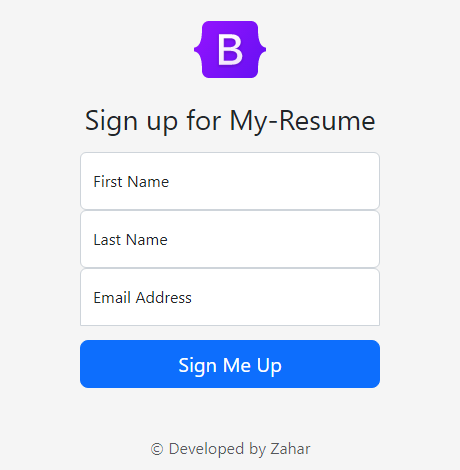 B
Sign up for My-Resume
First Name
Last Name
Email Address
Sign Me Up
© Developed by Zahar